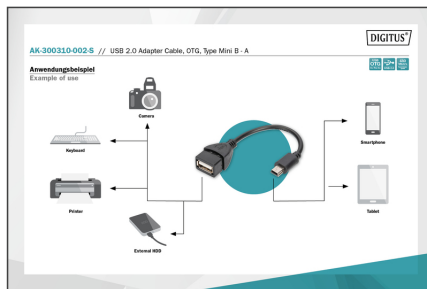 DIGITUS®
AK-300310-002-S // USB 2.0 Adapter Cable, OTG, Type Mini B - A
Anwendungsbeispiel
Example of use
OTG
Camera
Keyboard
Smartphone
Printer
Tablet
External HDD